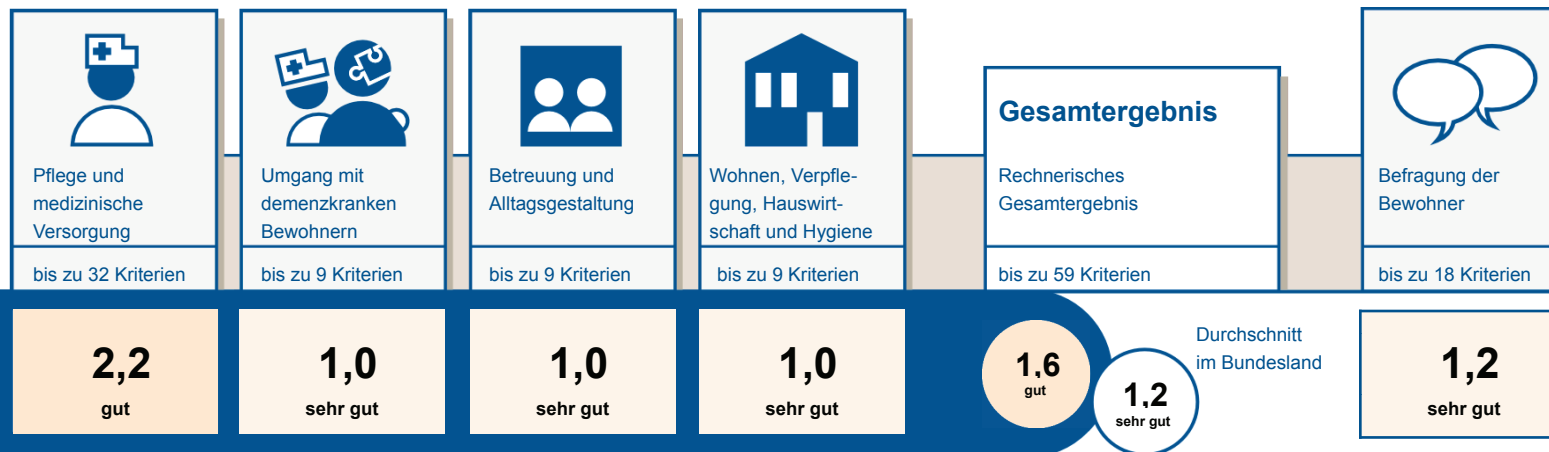 Pflege und
medizinische
Versorgung
bis zu 32 Kriterien
2,2
gut
Umgang mit
demenzkranken
Bewohnern
bis zu 9 Kriterien
1,0
sehr gut
Betreuung und
Alltagsgestaltung
bis zu 9 Kriterien
1,0
sehr gut
Wohnen, Verpfle-
gung, Hauswirt-
schaft und Hygiene
bis zu 9 Kriterien
1,0
sehr gut
Gesamtergebnis
Rechnerisches
Gesamtergebnis
bis zu 59 Kriterien
1,6
gut
1,2
sehr gut
Durchschnitt
im Bundesland
Befragung der
Bewohner
bis zu 18 Kriterien
1,2
sehr gut